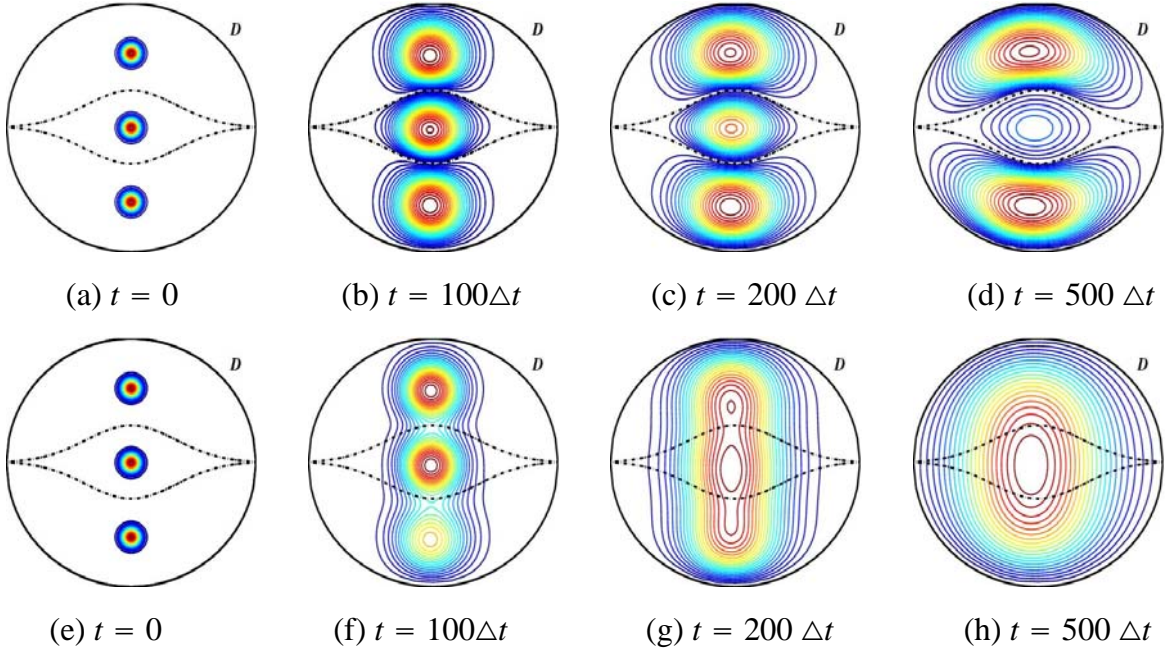 D D D D
(a) t = 0 (b) t = 100△t (c) t = 200 △t (d) t = 500 △t
D D D D
(e) t = 0 (f) t = 100△t (g) t = 200 △t (h) t = 500 △t